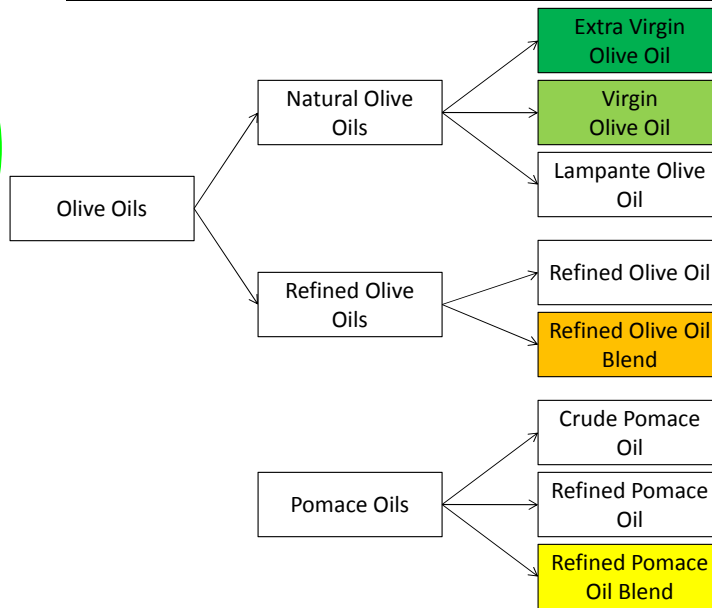 Extra Virgin
Olive Oil
Natural Olive
Oils
Virgin
Olive Oil
Lampante Olive
Oil
Olive Oils
Refined Olive
Oils
Refined Olive Oil
Refined Olive Oil
Blend
Crude Pomace
Oil
Pomace Oils
Refined Pomace
Oil
Refined Pomace
Oil Blend